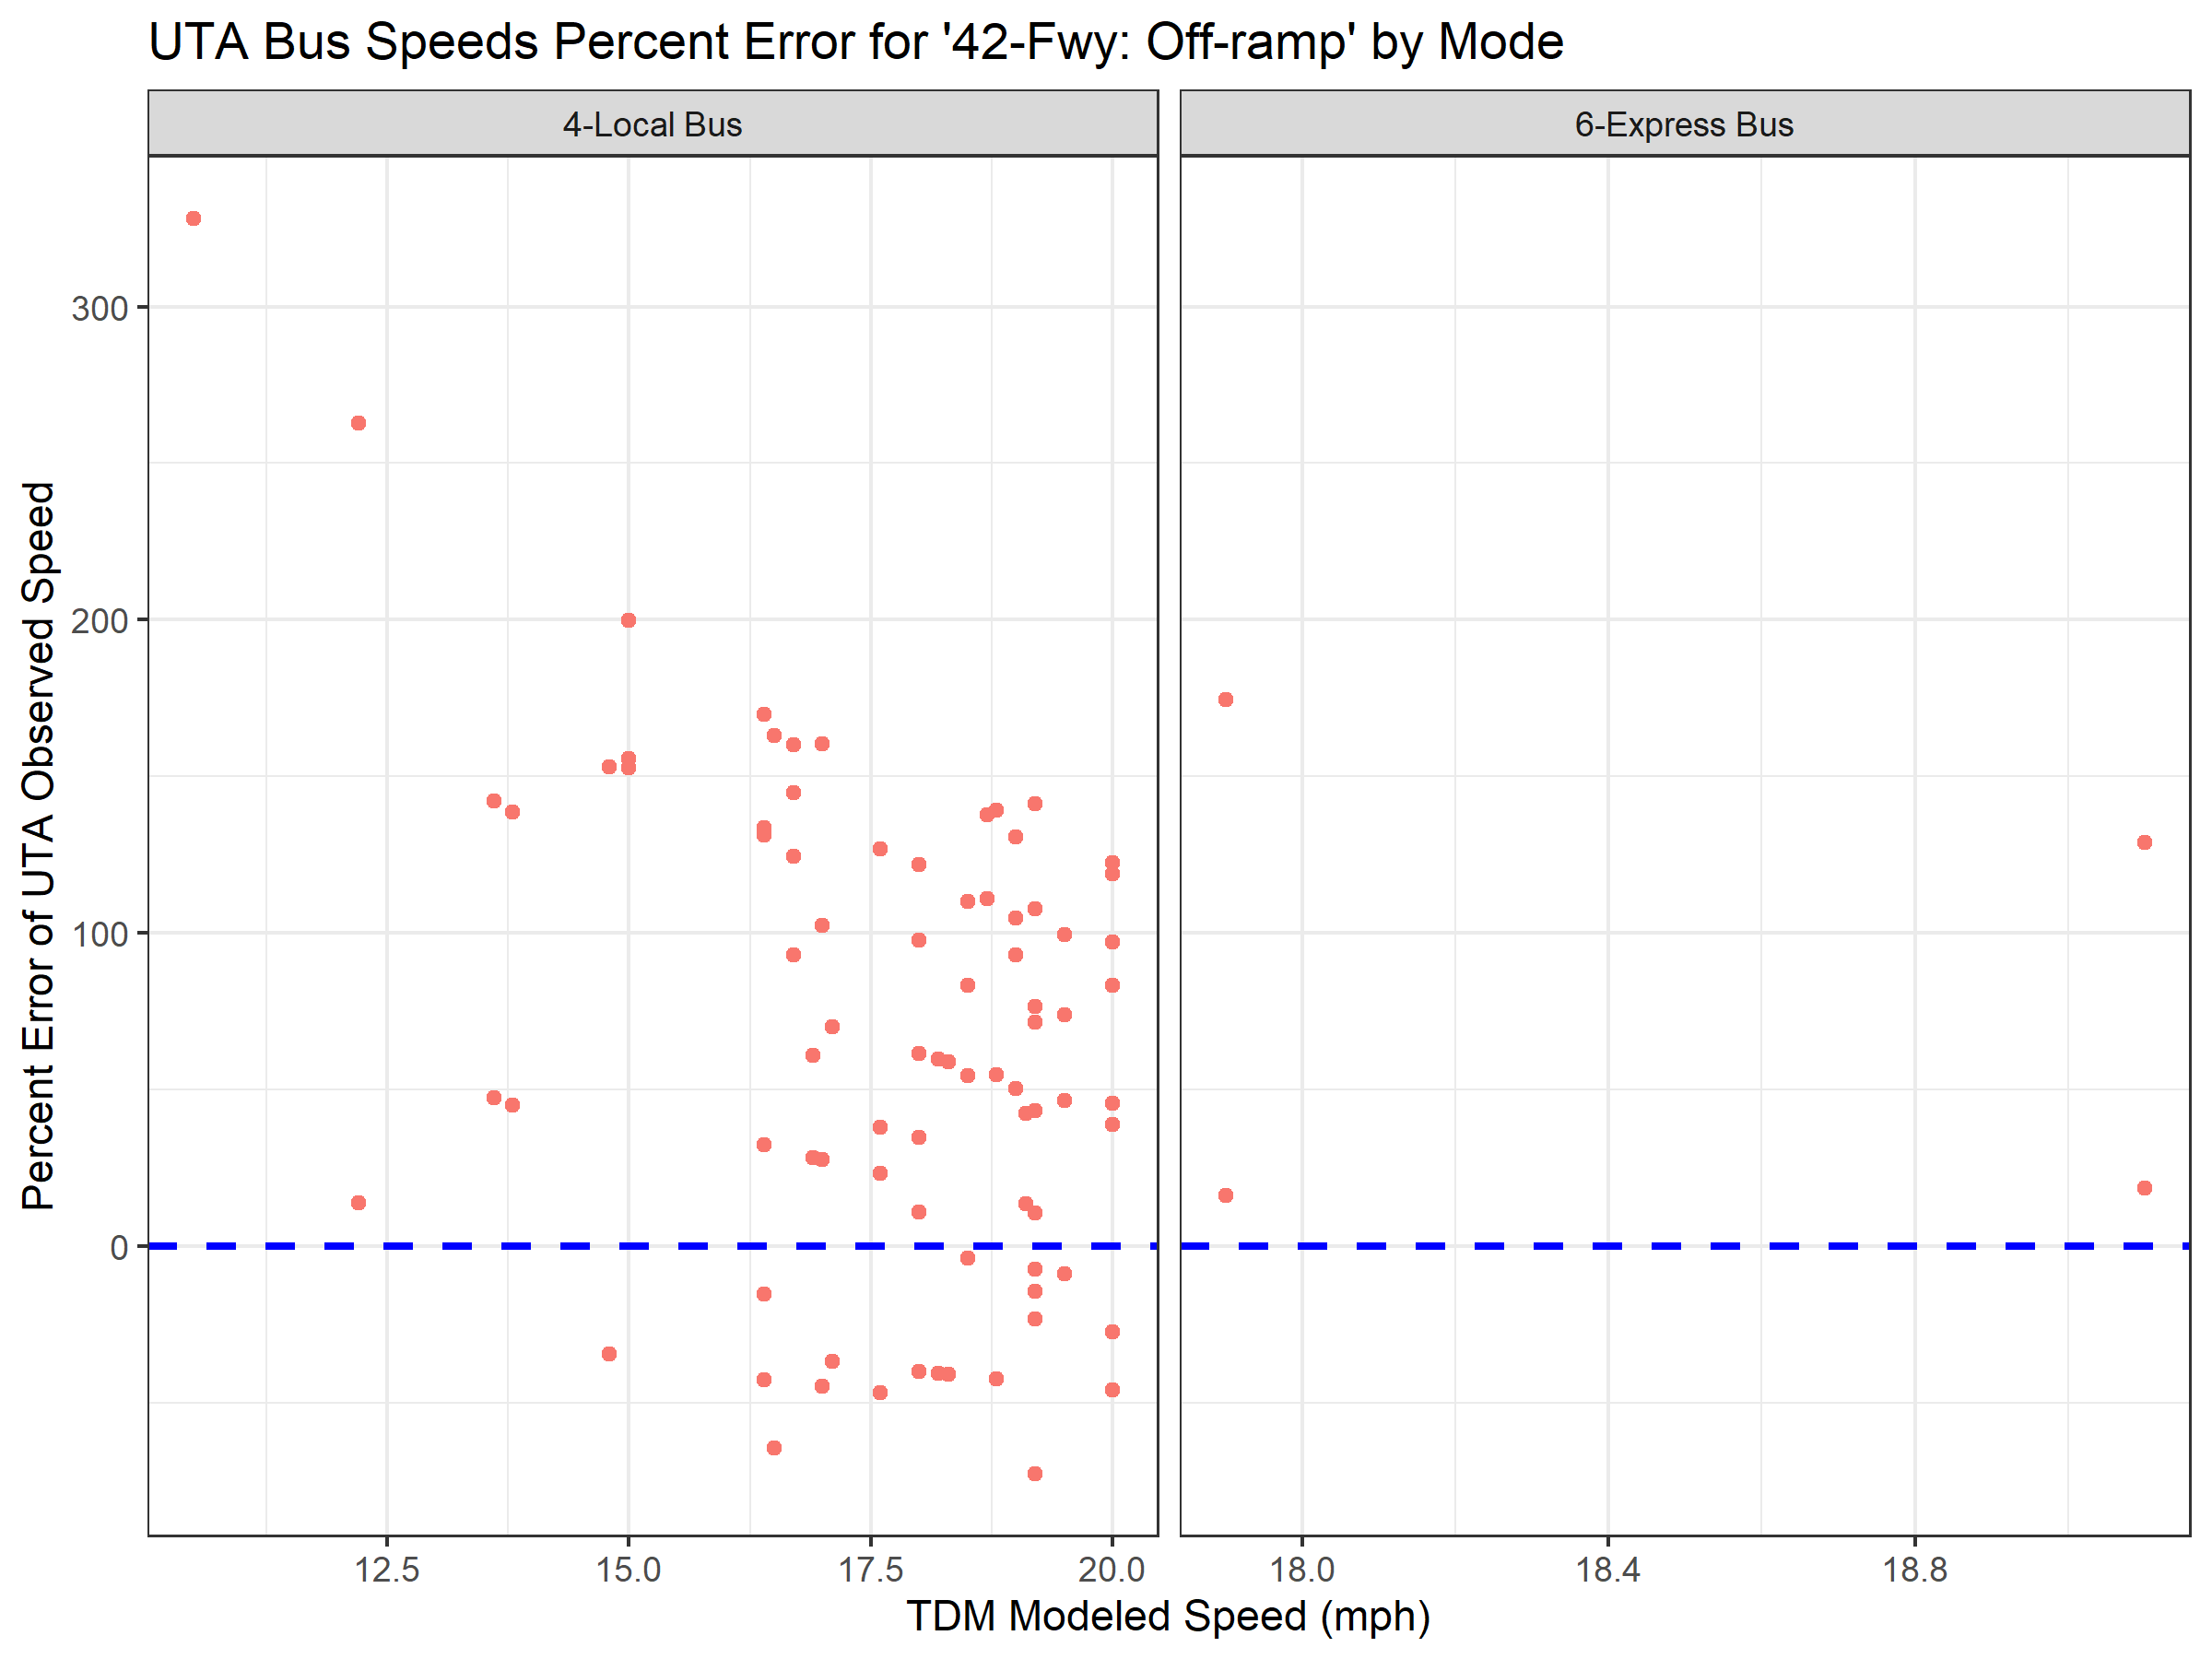 UTA Bus Speeds Percent Error for '42-Fwy: Off-ramp' by Mode
4-Local Bus
6-Express Bus
Percent Error of UTA Observed Speed
300
200
100
0
12.5
15.0
17.5
20.0
18.0
18.4
18.8
TDM Modeled Speed (mph)